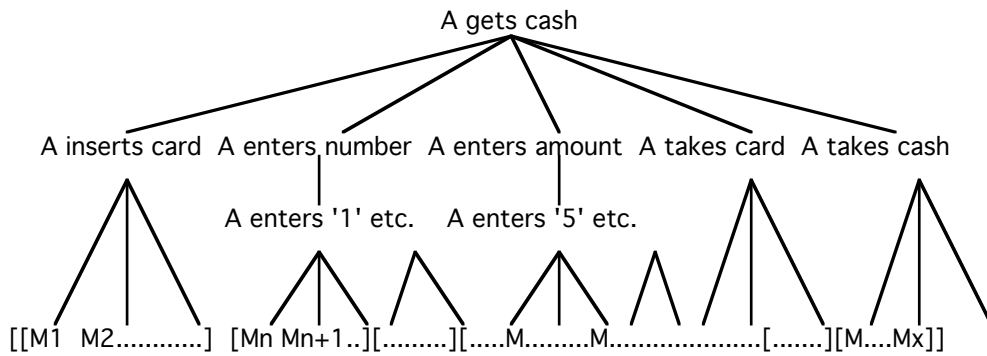 A gets cash
A inserts card A enters number A enters amount A takes card A takes cash
A enters '1' etc. A enters '5' etc.
[[M1 M2............] [Mn Mn+1..][.........][.....M.........M.....................[........][M....Mx]]